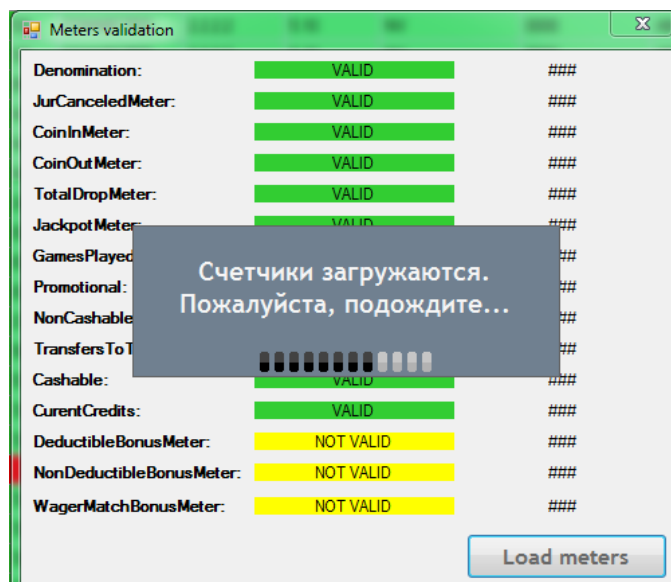 Meters validation
Denomination: VALID ###
JurCanceledMeter: VALID ###
CoinInMeter: VALID ###
CoinOutMeter: VALID ###
TotalDropMeter: VALID ###
JackpotMeter: VALID ###
GamesPlayed ##
Promotional: ##
NonCashable ##
TransfersToT ##
Счетчики загружаются.
Пожалуйста, подождите...
Cashable: VALID ###
CurentCredits: VALID ###
DeductibleBonusMeter: NOT VALID ###
NonDeductibleBonusMeter: NOT VALID ###
WagerMatchBonusMeter: NOT VALID ###
Load meters